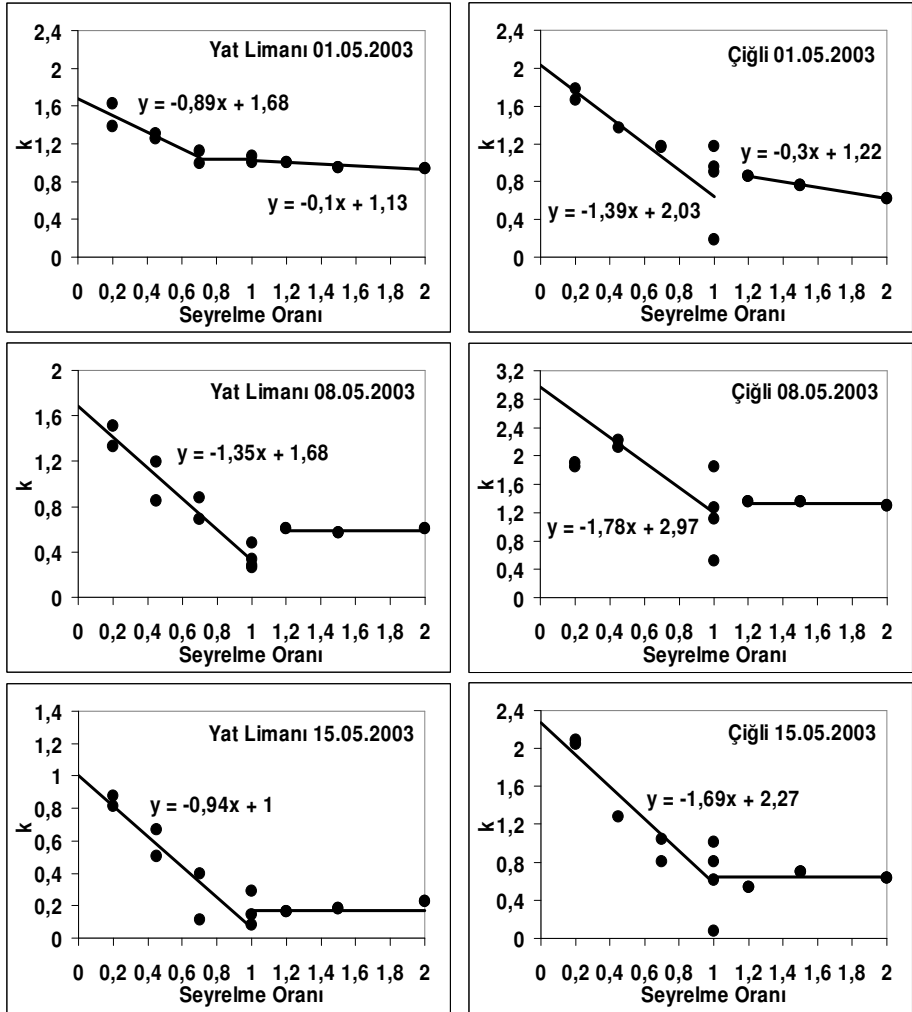 Yat Limanı 01.05.2003
2,4
2
1,6
1,2
0,8
0,4
0
k
y = -0,89x + 1,68
y = -0,1x + 1,13
0 0,2 0,4 0,6 0,8 1 1,2 1,4 1,6 1,8 2
Seyrelme Oranı
Çiğli 01.05.2003
2,4
2
1,6
1,2
0,8
0,4
0
k
y = -0,3x + 1,22
y = -1,39x + 2,03
0 0,2 0,4 0,6 0,8 1 1,2 1,4 1,6 1,8 2
Seyrelme Oranı
Yat Limanı 08.05.2003
2
1,6
1,2
0,8
0,4
0
k
y = -1,35x + 1,68
0 0,2 0,4 0,6 0,8 1 1,2 1,4 1,6 1,8 2
Seyrelme Oranı
Çiğli 08.05.2003
3,2
2,8
2,4
2
1,6
1,2
0,8
0,4
0
k
y = -1,78x + 2,97
0 0,2 0,4 0,6 0,8 1 1,2 1,4 1,6 1,8 2
Seyrelme Oranı
Yat Limanı 15.05.2003
1,4
1,2
1
0,8
0,6
0,4
0,2
0
k
y = -0,94x + 1
0 0,2 0,4 0,6 0,8 1 1,2 1,4 1,6 1,8 2
Seyrelme Oranı
Çiğli 15.05.2003
2,4
2
1,6
1,2
0,8
0,4
0
k
y = -1,69x + 2,27
0 0,2 0,4 0,6 0,8 1 1,2 1,4 1,6 1,8 2
Seyrelme Oranı